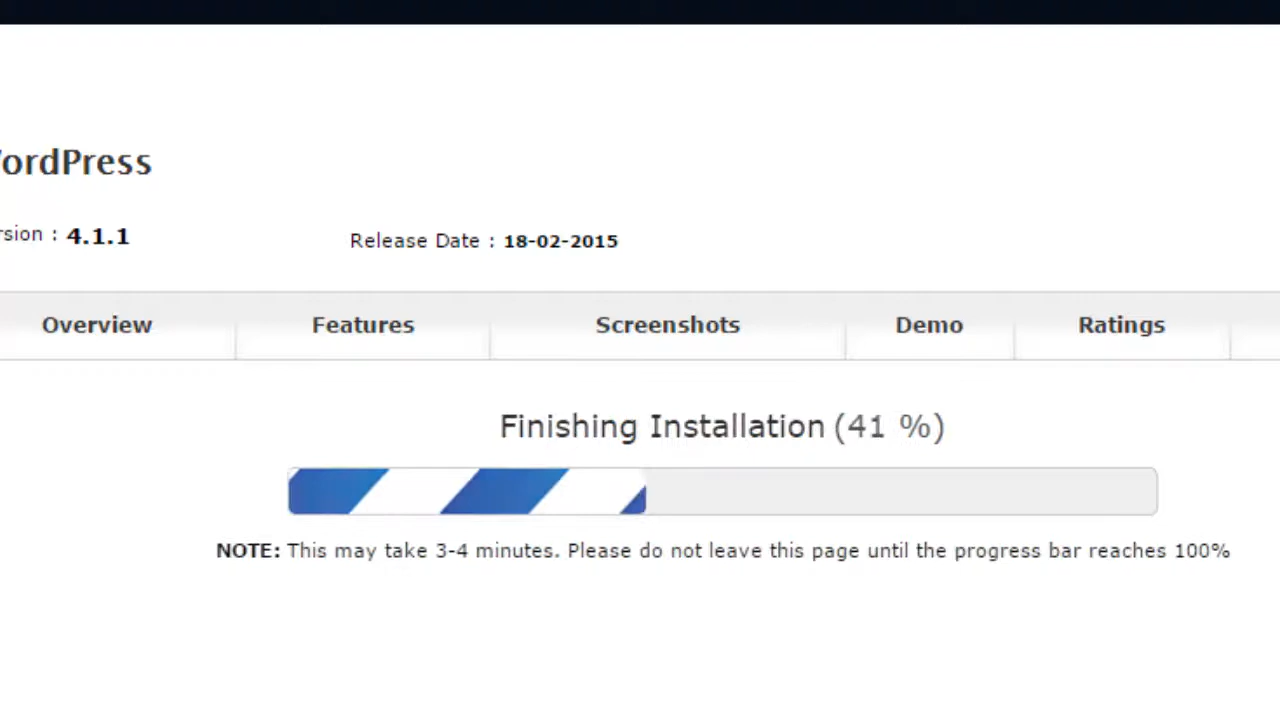 WordPress
rsion : 4.1.1
Release Date : 18-02-2015
Overview
Features
Screenshots
Demo
Ratings
Finishing Installation (41 %)
NOTE: This may take 3-4 minutes. Please do not leave this page until the progress bar reaches 100%